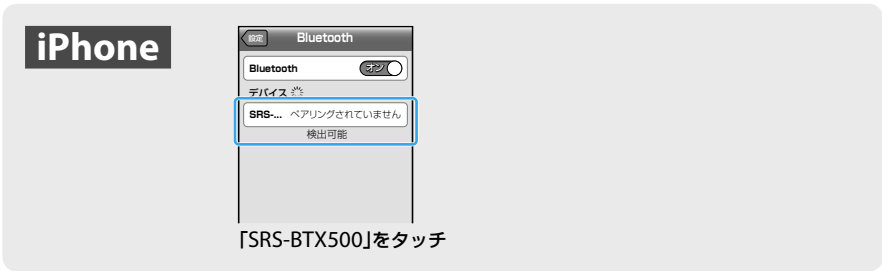 iPhone
設定 Bluetooth
Bluetooth オン
デバイス
SRS-... ペアリングされていません
検出可能
「SRS-BTX500」をタッチ